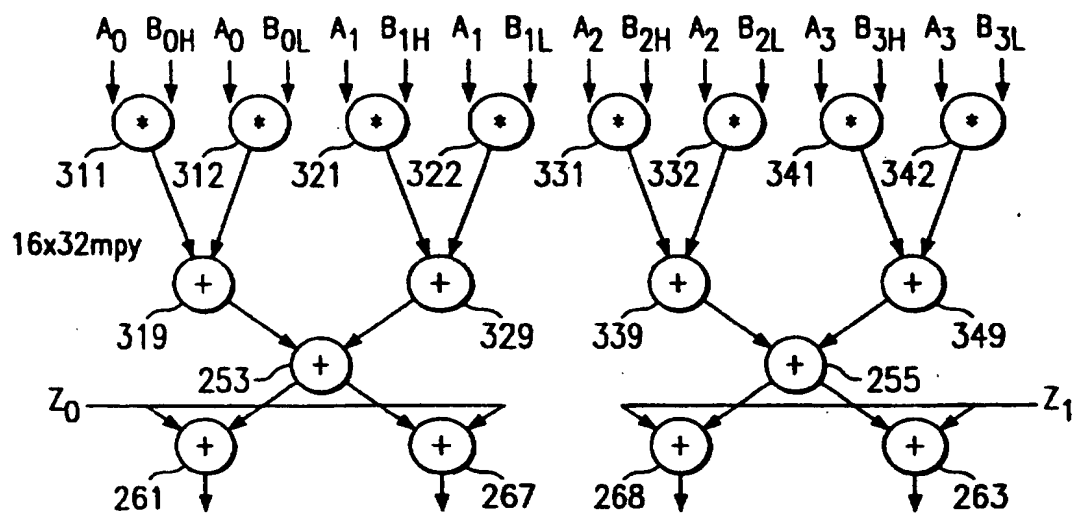 A₀ B₀H A₀ B₀L A₁ B₁H A₁ B₁L A₂ B₂H A₂ B₂L A₃ B₃H A₃ B₃L
* * * * * * * *
311 312 321 322 331 332 341 342
16x32mpy
+ + + +
319 329 339 349
+ +
253 255
Z₀ Z₁
+ + + +
261 267 268 263